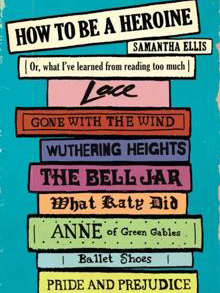 HOW TO BE A HEROINE
SAMANTHA ELLIS
[Or, what I've learned from reading too much]
Lace
GONE WITH THE WIND
WUTHERING HEIGHTS
THE BELL JAR
What Katy Did
ANNE of Green Gables
Ballet Shoes
PRIDE AND PREJUDICE